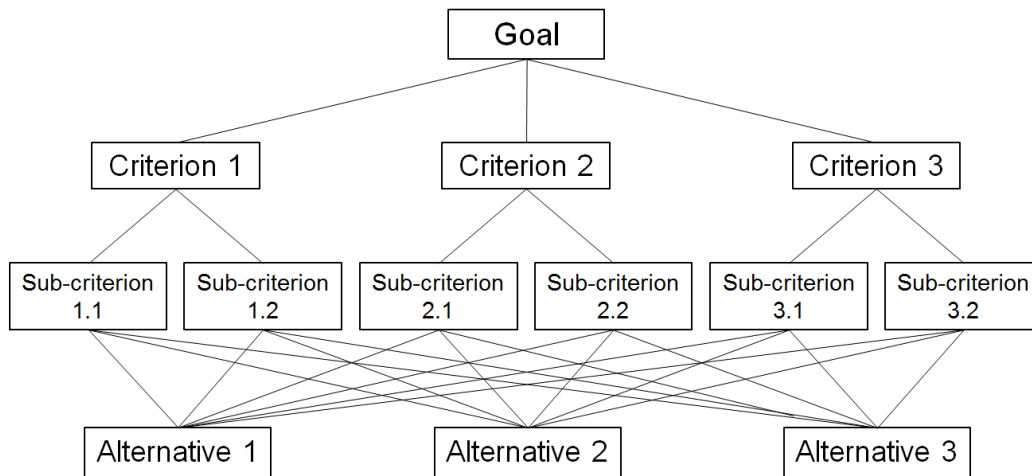 Goal
Criterion 1
Criterion 2
Criterion 3
Sub-criterion
1.1
Sub-criterion
1.2
Sub-criterion
2.1
Sub-criterion
2.2
Sub-criterion
3.1
Sub-criterion
3.2
Alternative 1
Alternative 2
Alternative 3